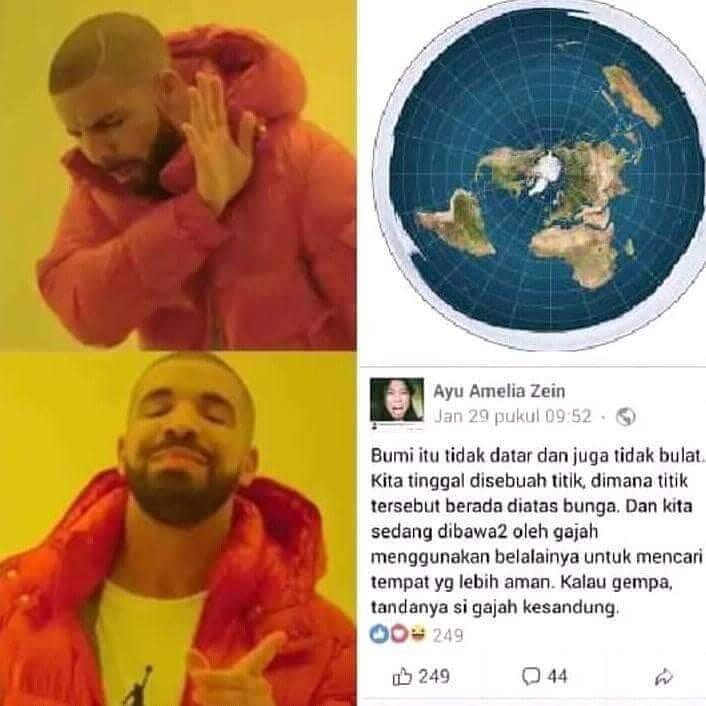 Ayu Amelia Zein
Jan 29 pukul 09:52 ·
Bumi itu tidak datar dan juga tidak bulat.
Kita tinggal disebuah titik, dimana titik
tersebut berada diatas bunga. Dan kita
sedang dibawa2 oleh gajah
menggunakan belalainya untuk mencari
tempat yg lebih aman. Kalau gempa,
tandanya si gajah kesandung.
249
249 44